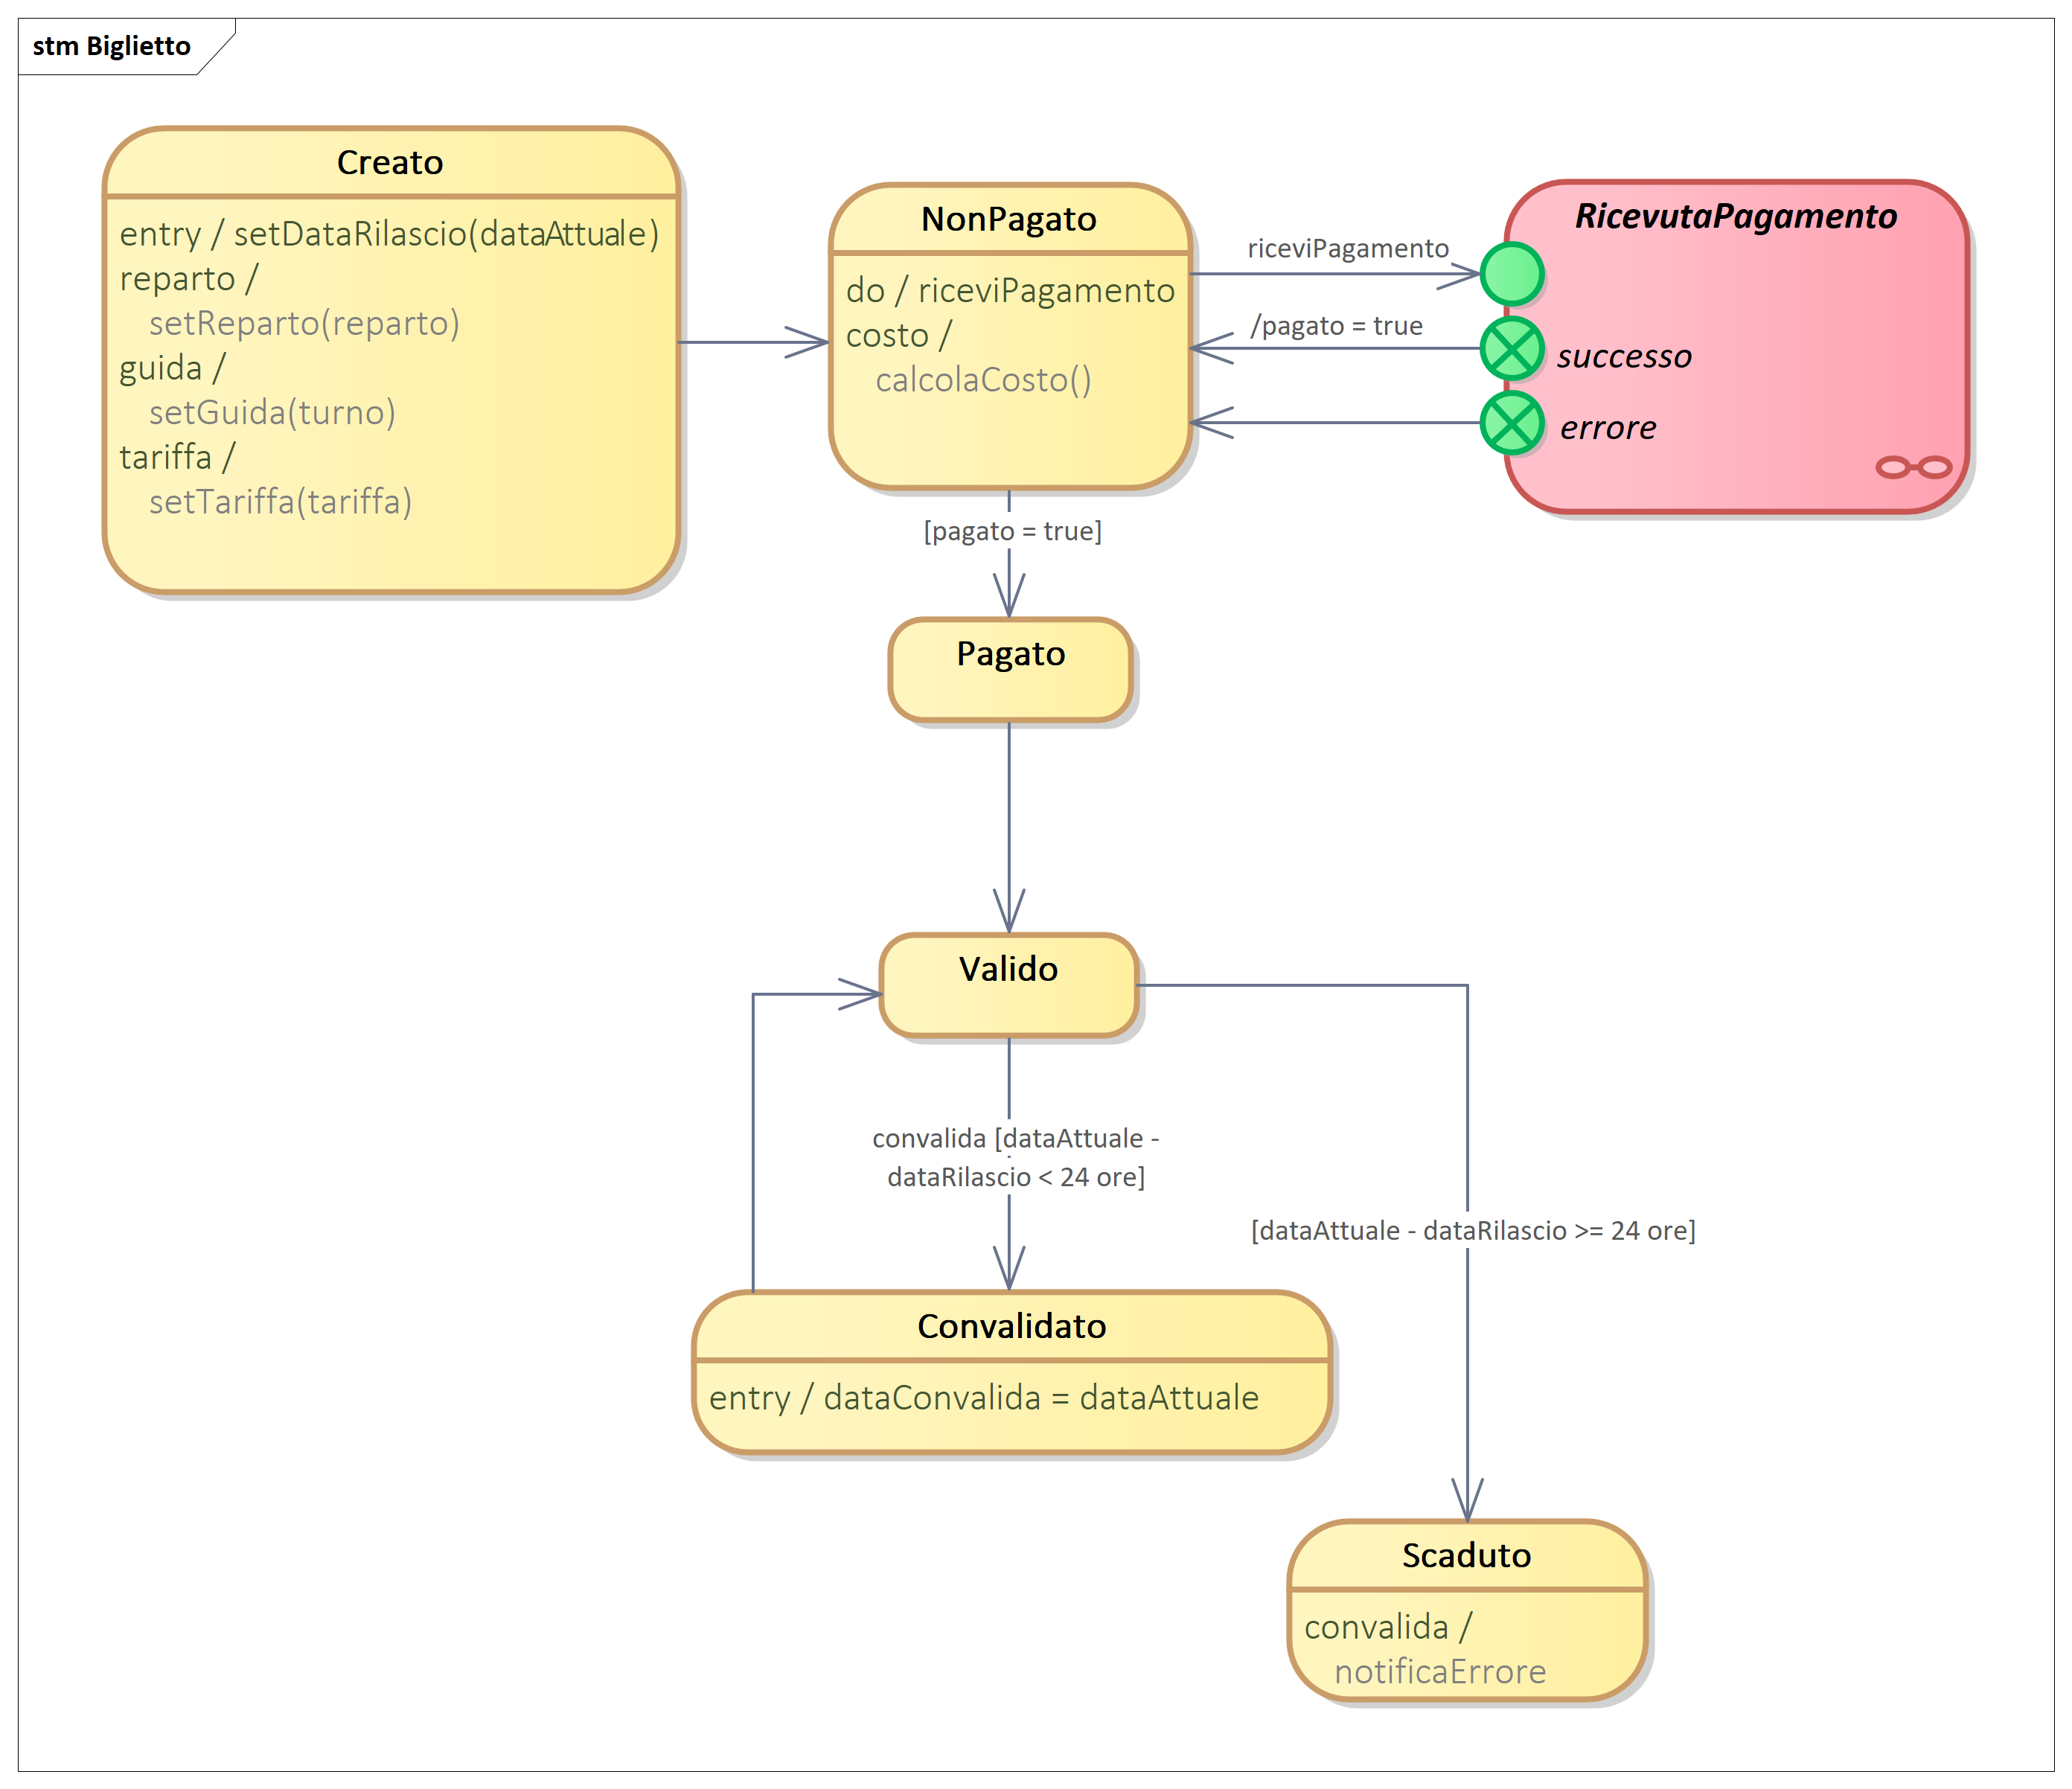 stm Biglietto
Creato
entry / setDataRilascio(dataAttuale)
reparto /
setReparto(reparto)
guida /
setGuida(turno)
tariffa /
setTariffa(tariffa)
NonPagato
do / riceviPagamento
costo /
calcolaCosto()
riceviPagamento
/pagato = true
RicevutaPagamento
successo
errore
[pagato = true]
Pagato
Valido
convalida [dataAttuale -
dataRilascio < 24 ore]
[dataAttuale - dataRilascio >= 24 ore]
Convalidato
entry / dataConvalida = dataAttuale
Scaduto
convalida /
notificaErrore